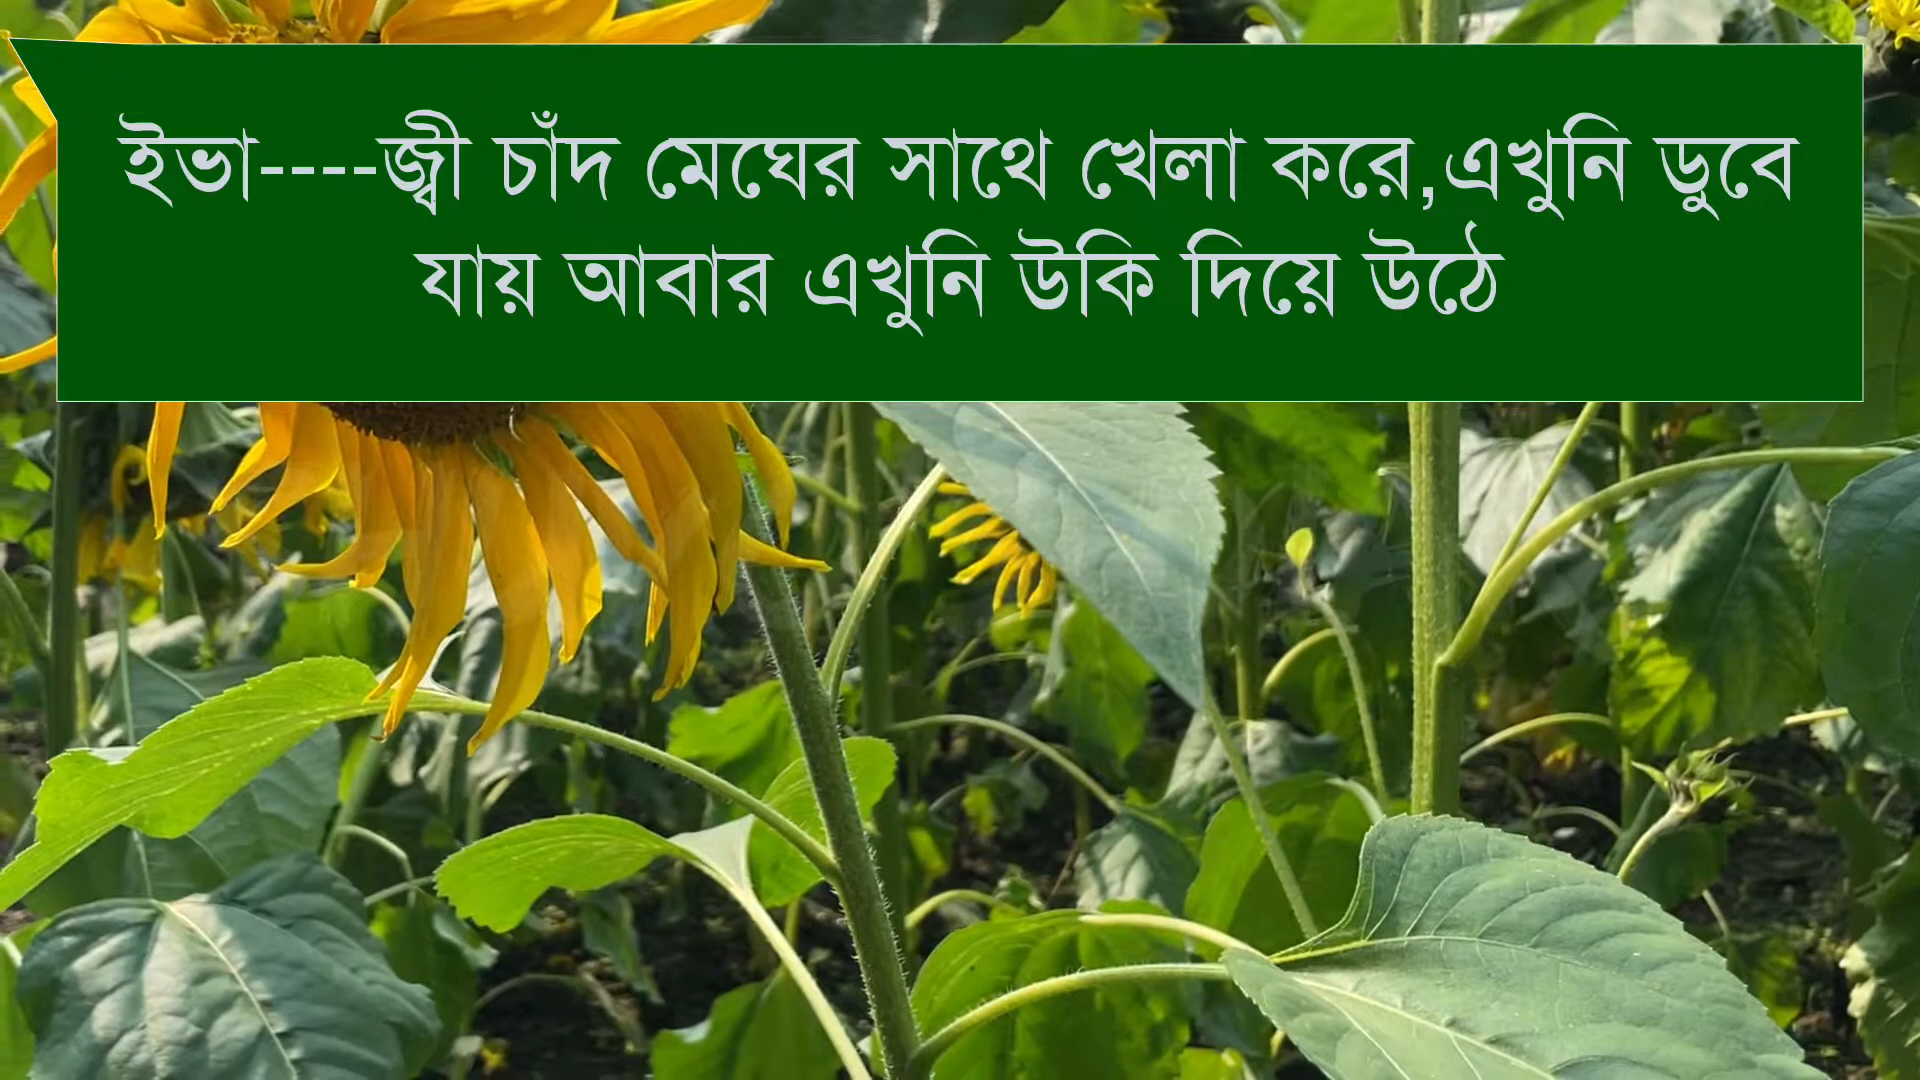 ইভা----জ্বী চাঁদ মেঘের সাথে খেলা করে,এখুনি ডুবে
যায় আবার এখুনি উকি দিয়ে উঠে